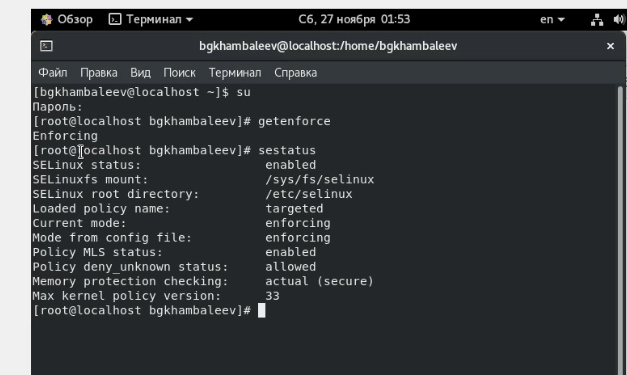 Обзор Терминал Сб, 27 ноября 01:53 en
bgkhambaleev@localhost:/home/bgkhambaleev ×
Файл Правка Вид Поиск Терминал Справка
[bgkhambaleev@localhost ~]$ su
Пароль:
[root@localhost bgkhambaleev]# getenforce
Enforcing
[root@localhost bgkhambaleev]# sestatus
SELinux status: enabled
SELinuxfs mount: /sys/fs/selinux
SELinux root directory: /etc/selinux
Loaded policy name: targeted
Current mode: enforcing
Mode from config file: enforcing
Policy MLS status: enabled
Policy deny_unknown status: allowed
Memory protection checking: actual (secure)
Max kernel policy version: 33
[root@localhost bgkhambaleev]#